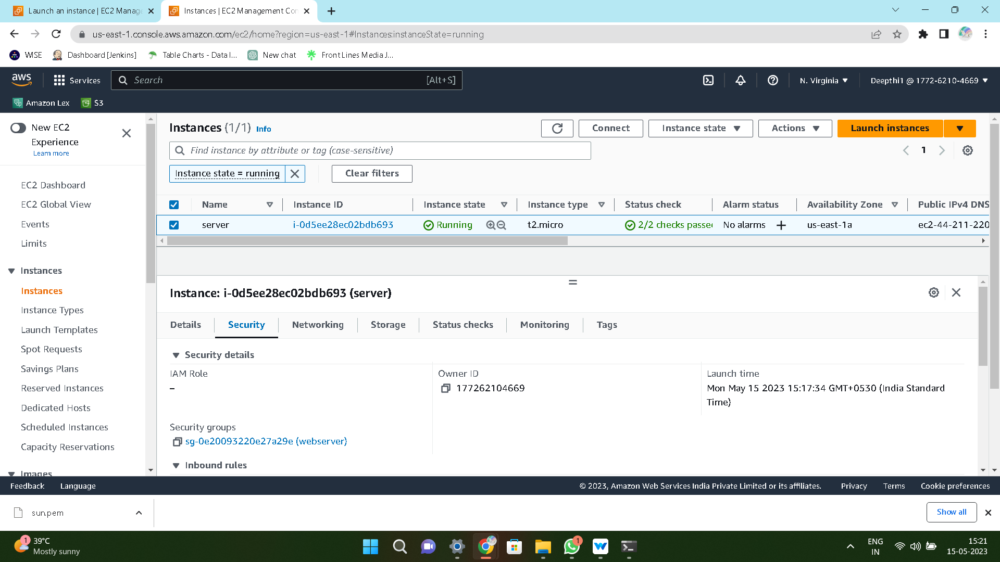 Launch an instance | EC2 Manage
Instances | EC2 Management Con
us-east-1.console.aws.amazon.com/ec2/home?region=us-east-1#Instances:instanceState=running
WISE
Dashboard [Jenkins]
Table Charts - Data I...
New chat
Front Lines Media J...
aws
Services
Search
[Alt+S]
N. Virginia
Deepthi1 @ 1772-6210-4669
Amazon Lex
S3
New EC2
Experience
Learn more
EC2 Dashboard
EC2 Global View
Events
Limits
Instances
Instances
Instance Types
Launch Templates
Spot Requests
Savings Plans
Reserved Instances
Dedicated Hosts
Scheduled Instances
Capacity Reservations
Images
Instances (1/1) Info
Connect
Instance state
Actions
Launch instances
Find instance by attribute or tag (case-sensitive)
1
Instance state = running
Clear filters
Name
Instance ID
Instance state
Instance type
Status check
Alarm status
Availability Zone
Public IPv4 DNS
server
i-0d5ee28ec02bdb693
Running
t2.micro
2/2 checks passed
No alarms
us-east-1a
ec2-44-211-220
Instance: i-0d5ee28ec02bdb693 (server)
Details
Security
Networking
Storage
Status checks
Monitoring
Tags
Security details
IAM Role
–
Owner ID
177262104669
Launch time
Mon May 15 2023 15:17:34 GMT+0530 (India Standard
Time)
Security groups
sg-0e20093220e27a29e (webserver)
Inbound rules
Feedback
Language
© 2023, Amazon Web Services India Private Limited or its affiliates.
Privacy
Terms
Cookie preferences
sun.pem
Show all
1
39°C
Mostly sunny
1
ENG
IN
15:21
15-05-2023